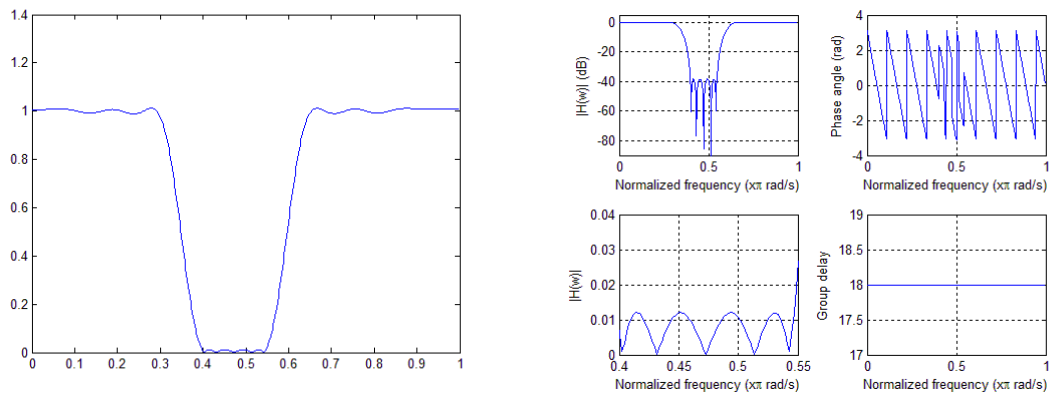 1.4
1.2
1
0.8
0.6
0.4
0.2
0
0 0.1 0.2 0.3 0.4 0.5 0.6 0.7 0.8 0.9 1
|H(w)| (dB)
0
-20
-40
-60
-80
0 0.5 1
Normalized frequency (xπ rad/s)
Phase angle (rad)
4
2
0
-2
-4
0 0.5 1
Normalized frequency (xπ rad/s)
|H(w)|
0.04
0.03
0.02
0.01
0
0.4 0.45 0.5 0.55
Normalized frequency (xπ rad/s)
Group delay
19
18.5
18
17.5
17
0 0.5 1
Normalized frequency (xπ rad/s)